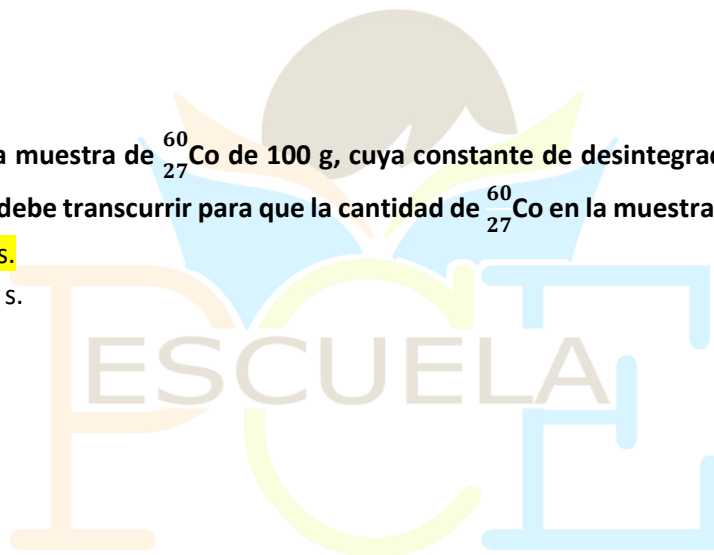 a muestra de ⁶⁰₂₇Co de 100 g, cuya constante de
debe transcurrir para que la cantidad de ⁶⁰₂₇Co en la muestra
s.
s.
PCE
ESCUELA